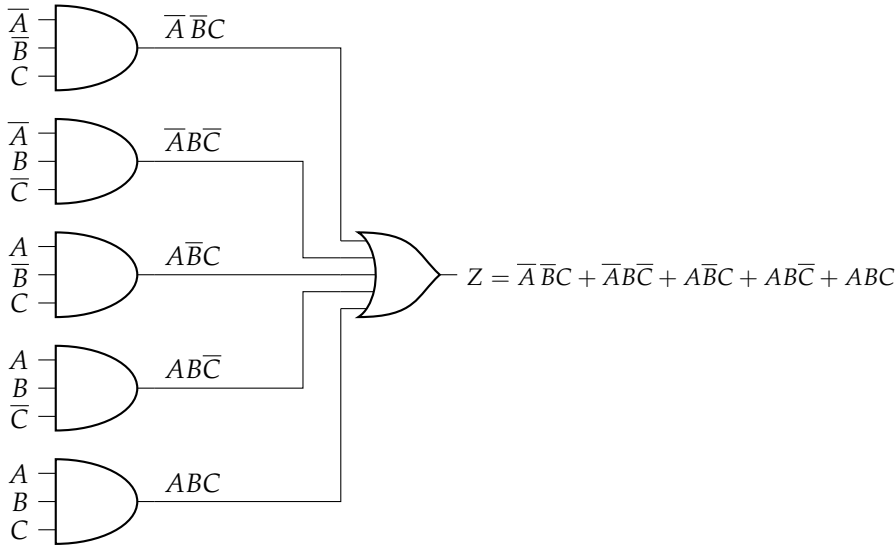 A̅
B̅
C
A̅ B̅C
A̅
B
C̅
A̅BC̅
A
B̅
C
AB̅C
Z = A̅ B̅C + A̅BC̅ + AB̅C + ABC̅ + ABC
A
B
C̅
ABC̅
A
B
C
ABC